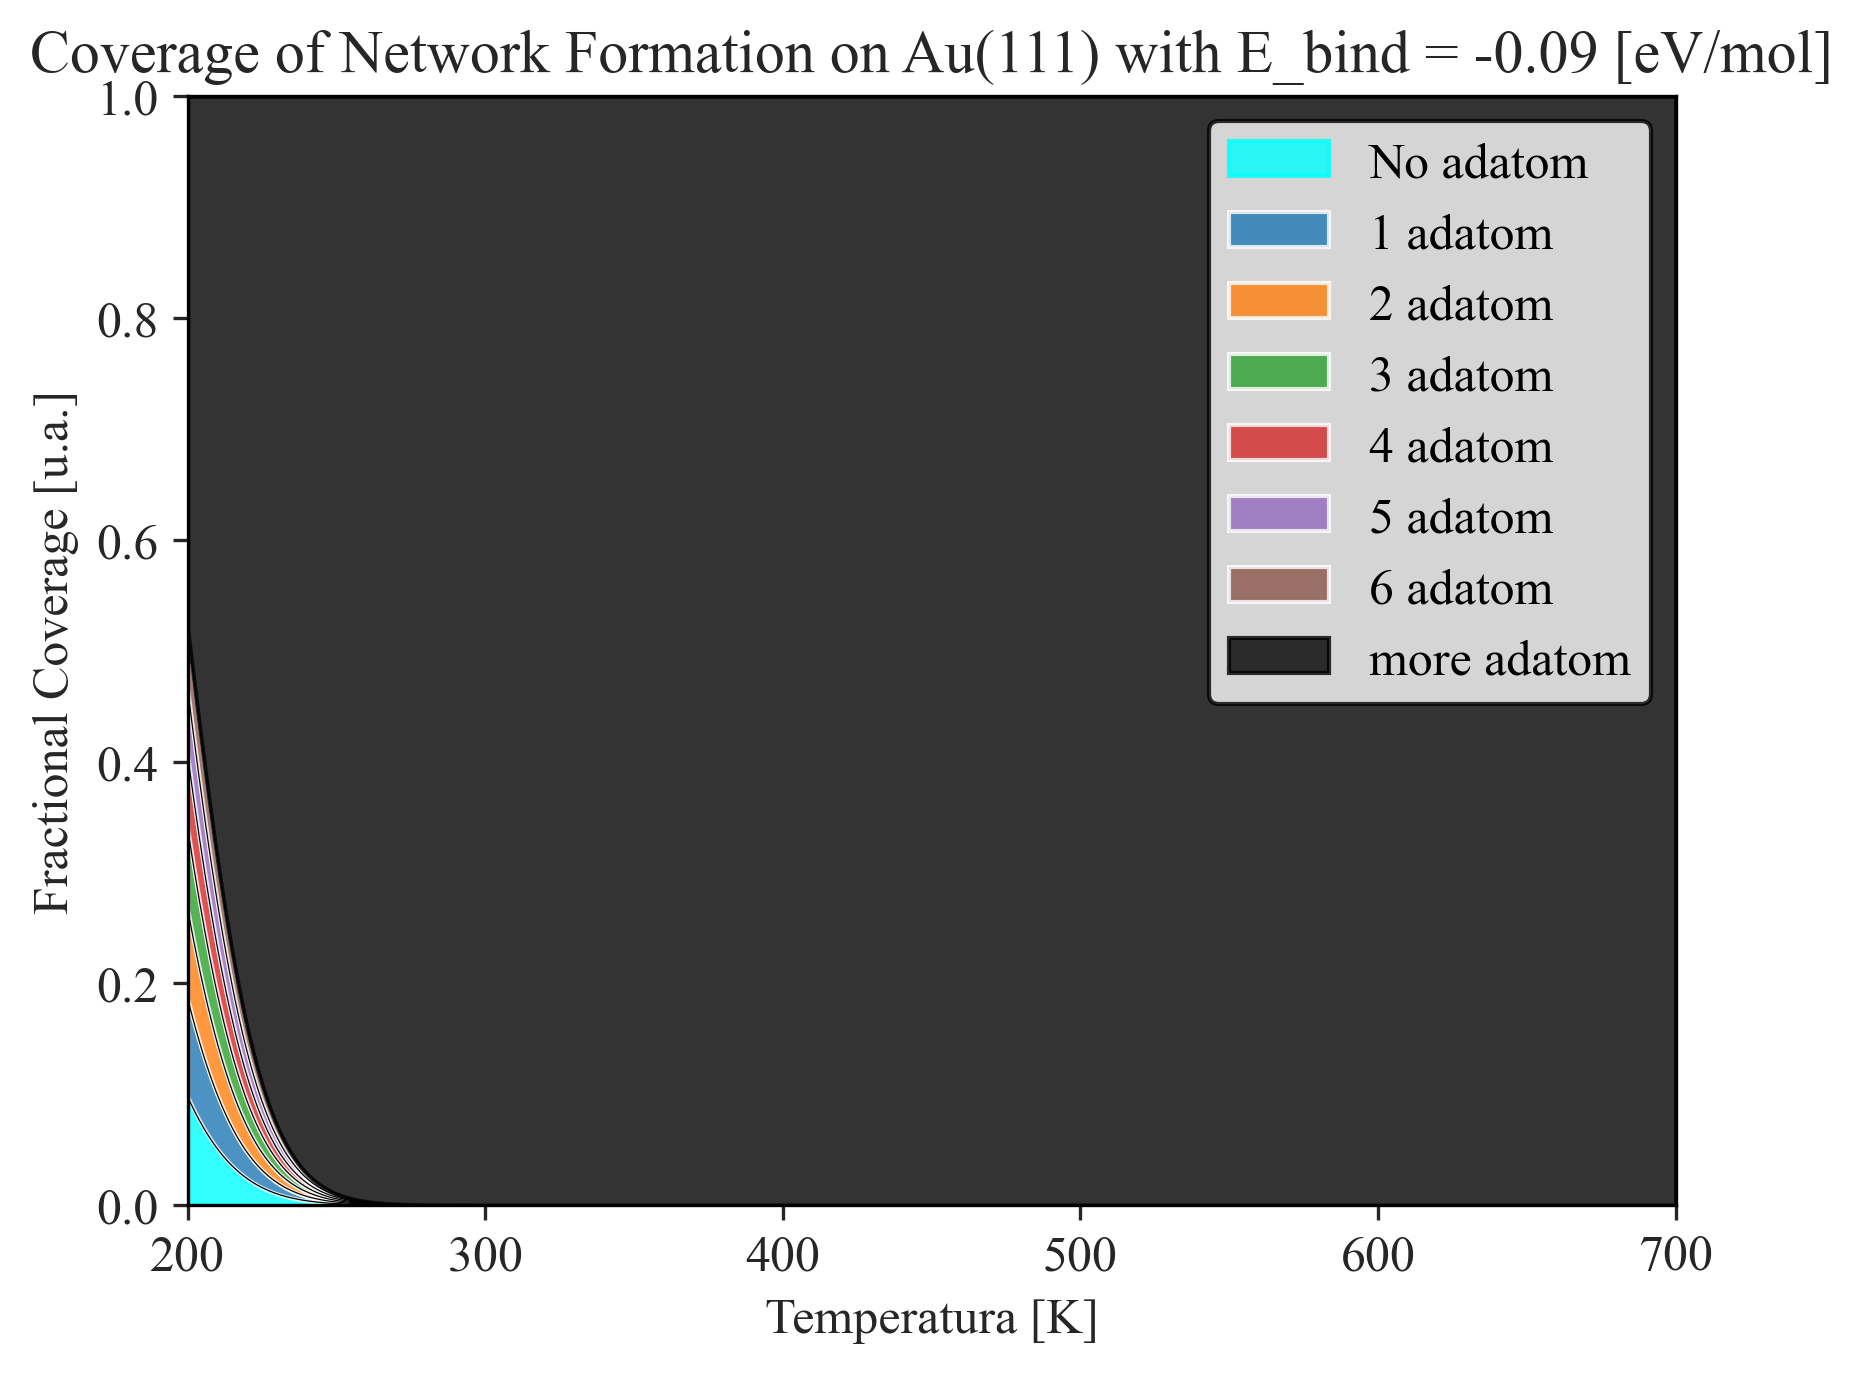 Coverage of Network Formation on Au(111) with E_bind = -0.09 [eV/mol]
1.0
0.8
0.6
0.4
0.2
0.0
Fractional Coverage [u.a.]
No adatom
1 adatom
2 adatom
3 adatom
4 adatom
5 adatom
6 adatom
more adatom
200 300 400 500 600 700
Temperatura [K]